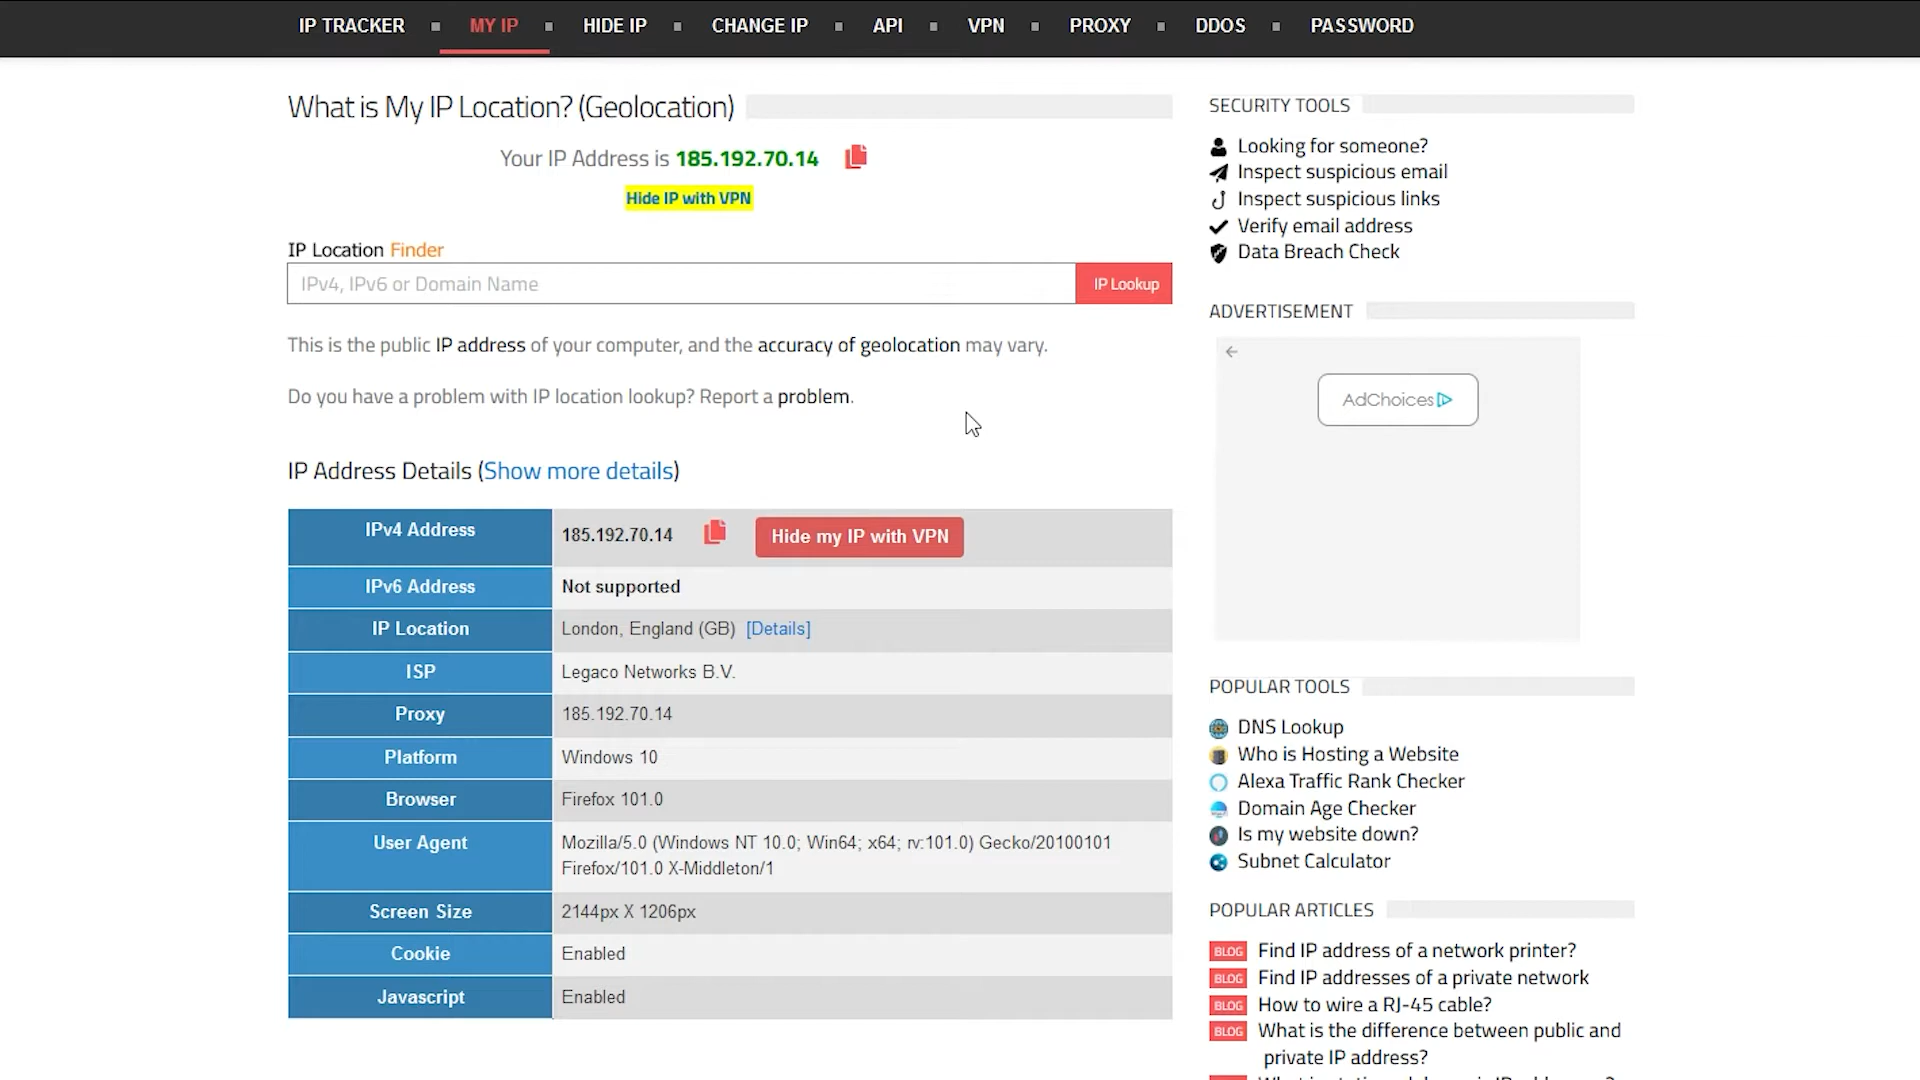 IP TRACKER MY IP HIDE IP CHANGE IP API VPN PROXY DDOS PASSWORD
What is My IP Location? (Geolocation)
Your IP Address is 185.192.70.14
Hide IP with VPN
IP Location Finder
IPv4, IPv6 or Domain Name
IP Lookup
This is the public IP address of your computer, and the accuracy of geolocation may vary.
Do you have a problem with IP location lookup? Report a problem.
IP Address Details (Show more details)
IPv4 Address 185.192.70.14 Hide my IP with VPN
IPv6 Address Not supported
IP Location London, England (GB) [Details]
ISP Legaco Networks B.V.
Proxy 185.192.70.14
Platform Windows 10
Browser Firefox 101.0
User Agent Mozilla/5.0 (Windows NT 10.0; Win64; x64; rv:101.0) Gecko/20100101
Firefox/101.0 X-Middleton/1
Screen Size 2144px X 1206px
Cookie Enabled
Javascript Enabled
SECURITY TOOLS
Looking for someone?
Inspect suspicious email
Inspect suspicious links
Verify email address
Data Breach Check
ADVERTISEMENT
AdChoices
POPULAR TOOLS
DNS Lookup
Who is Hosting a Website
Alexa Traffic Rank Checker
Domain Age Checker
Is my website down?
Subnet Calculator
POPULAR ARTICLES
BLOG Find IP address of a network printer?
BLOG Find IP addresses of a private network
BLOG How to wire a RJ-45 cable?
BLOG What is the difference between public and
private IP address?